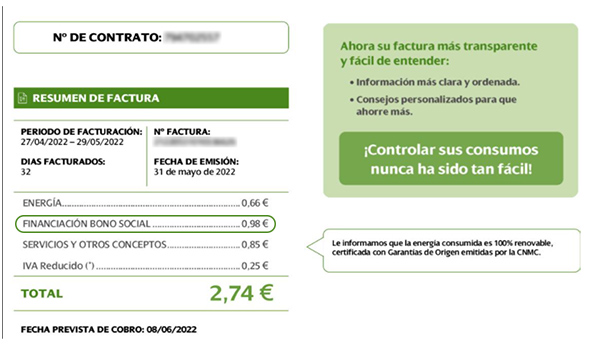 Nº DE CONTRATO:
RESUMEN DE FACTURA
PERIODO DE FACTURACIÓN:
27/04/2022 – 29/05/2022
DIAS FACTURADOS:
32
Nº FACTURA:
FECHA DE EMISIÓN:
31 de mayo de 2022
ENERGÍA 0,66 €
FINANCIACIÓN BONO SOCIAL 0,98 €
SERVICIOS Y OTROS CONCEPTOS 0,85 €
IVA Reducido (*) 0,25 €
TOTAL 2,74 €
FECHA PREVISTA DE COBRO: 08/06/2022
Ahora su factura más transparente
y fácil de entender:
• Información más clara y ordenada.
• Consejos personalizados para que
ahorre más.
¡Controlar sus consumos
nunca ha sido tan fácil!
Le informamos que la energía consumida es 100% renovable,
certificada con Garantías de Origen emitidas por la CNMC.